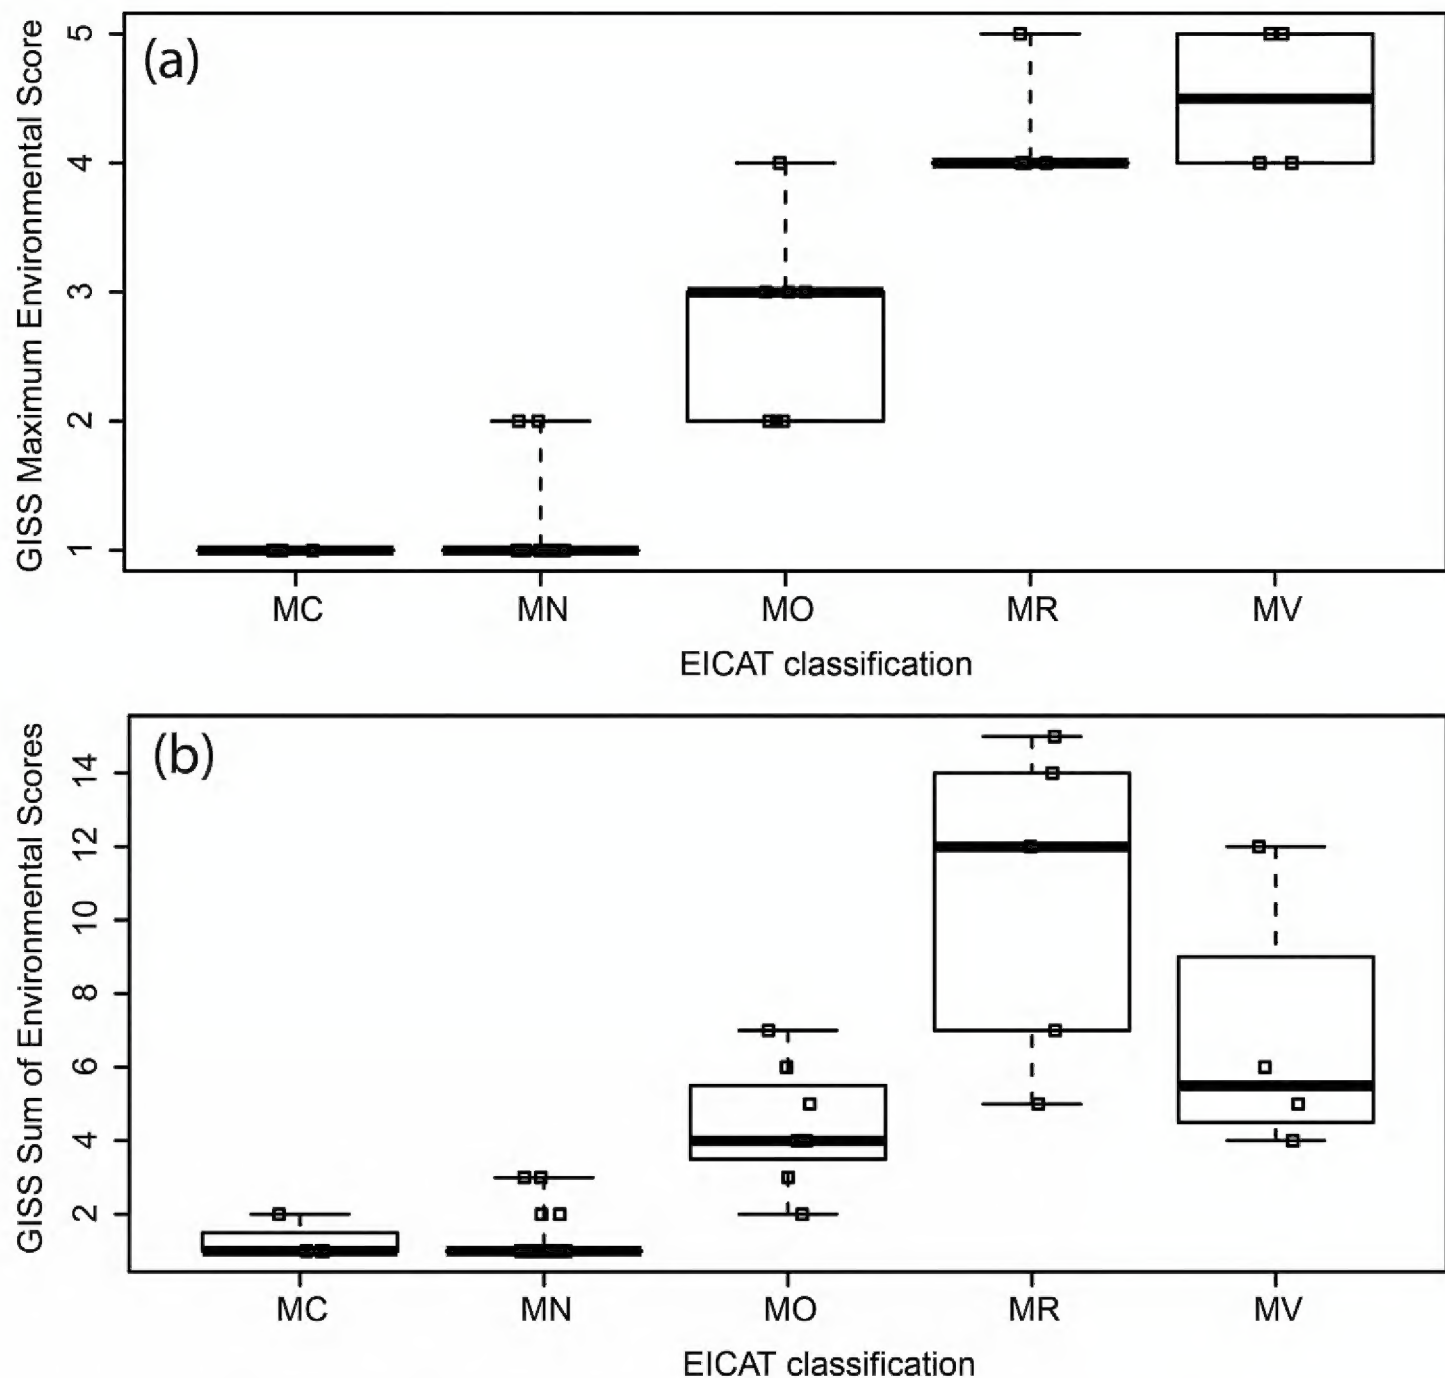 (a)
GISS Maximum Environmental Score
5
4
3
2
1
MC MN MO MR MV
EICAT classification
(b)
GISS Sum of Environmental Scores
14
12
10
8
6
4
2
MC MN MO MR MV
EICAT classification